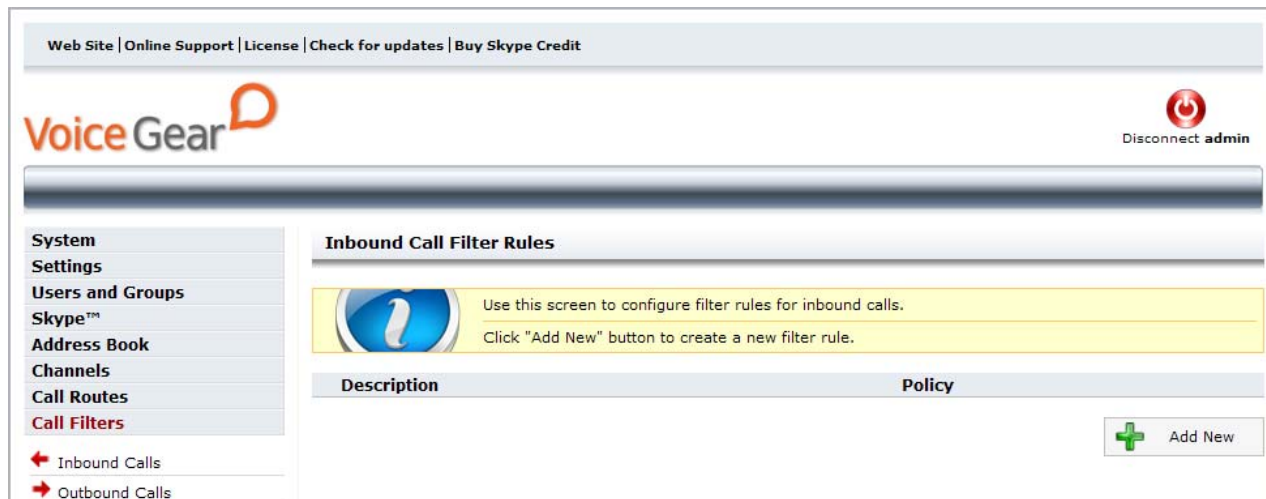 Web Site | Online Support | License | Check for updates | Buy Skype Credit
Voice Gear
Disconnect admin
System
Settings
Users and Groups
Skype™
Address Book
Channels
Call Routes
Call Filters
Inbound Calls
Outbound Calls
Inbound Call Filter Rules
Use this screen to configure filter rules for inbound calls.
Click "Add New" button to create a new filter rule.
Description Policy
Add New